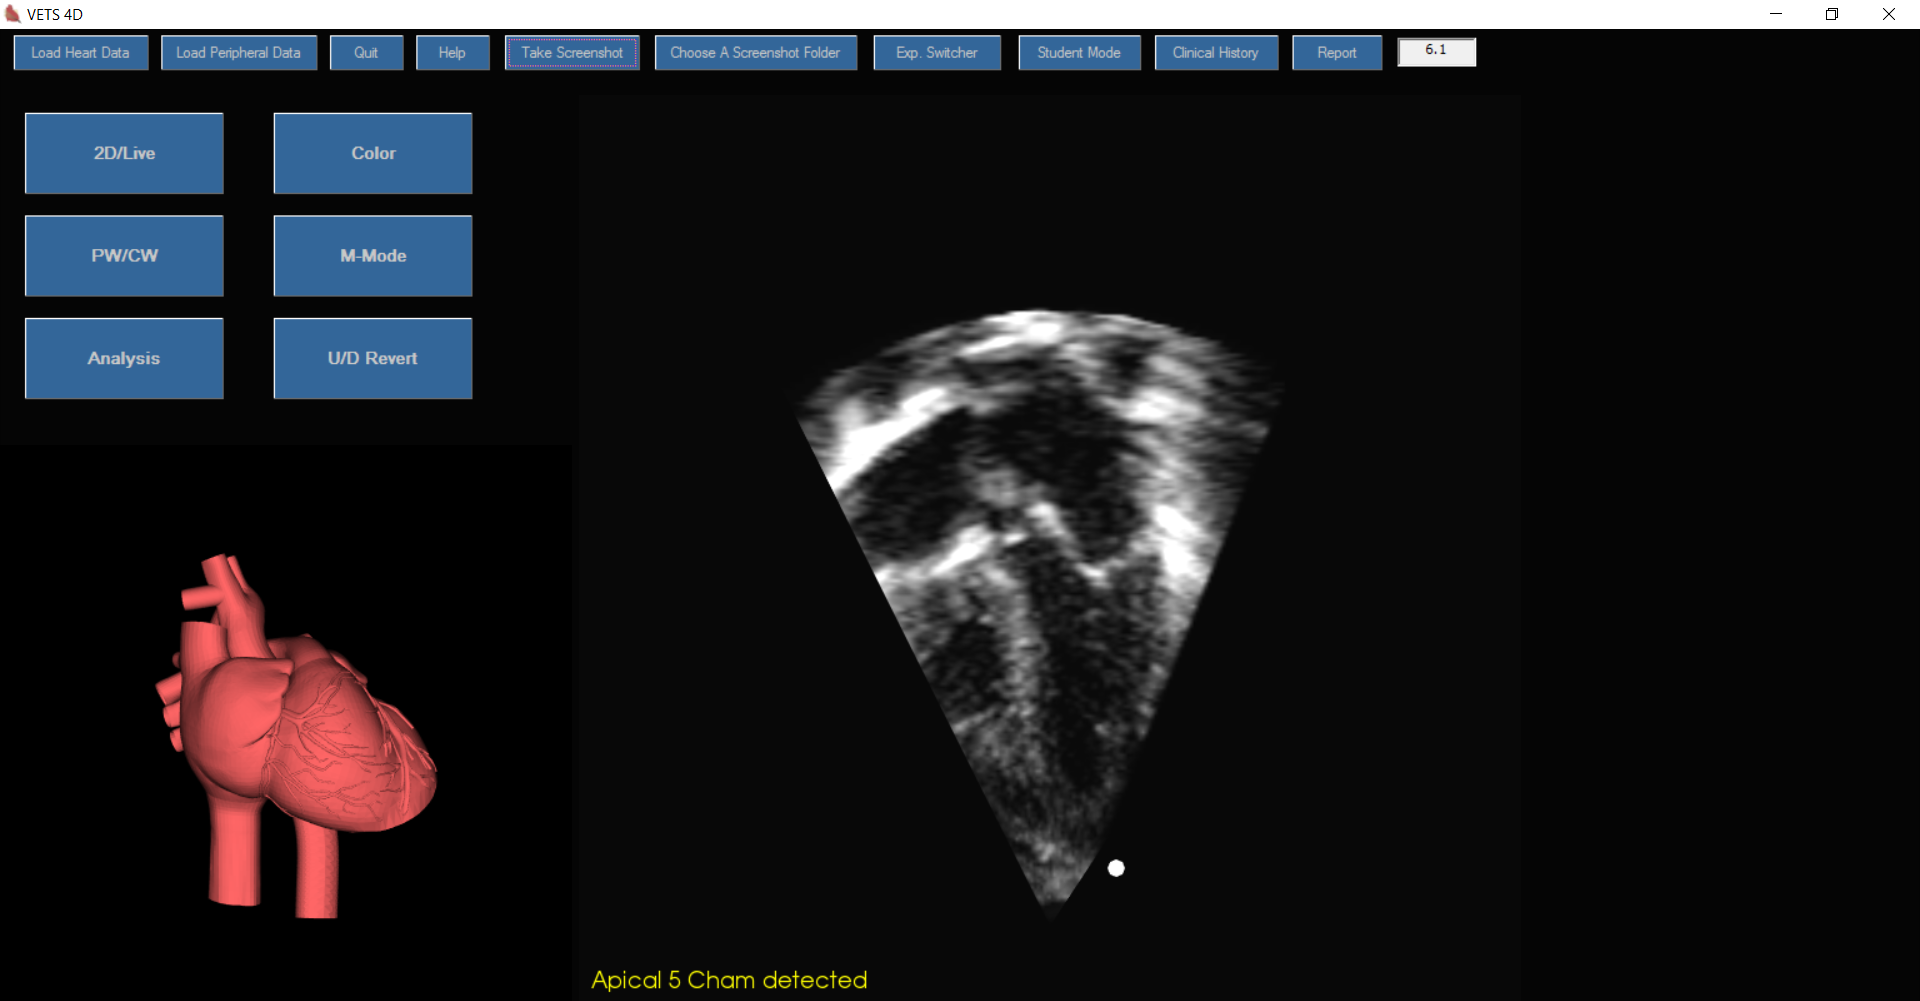 VETS 4D
Load Heart Data Load Peripheral Data Quit Help Take Screenshot Choose A Screenshot Folder Exp. Switcher Student Mode Clinical History Report 6.1
2D/Live Color
PW/CW M-Mode
Analysis U/D Revert
Apical 5 Cham detected